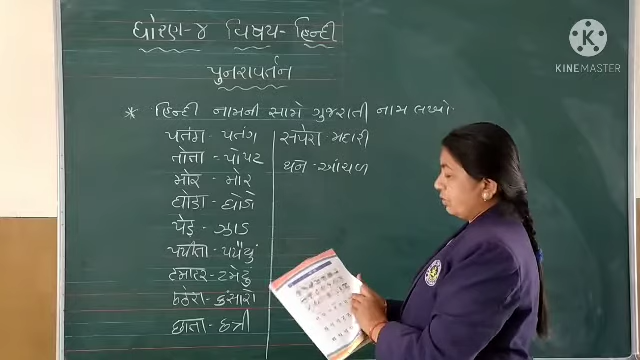 ધોરણ-૪ વિષય-હિન્દી
પુનરાવર્તન
* હિન્દી નામની સામે ગુજરાતી નામ લખો.
पतंग - પતંગ
तोता - પોપટ
मोर - મોર
घोडा - ઘોડો
पेड़ - ઝાડ
पपीता - પપૈયું
टमाटर - ટમેટું
ठठेरा - કંસારો
छाता - છત્રી
सपेरा - મદારી
थन - આંચળ
KINEMASTER